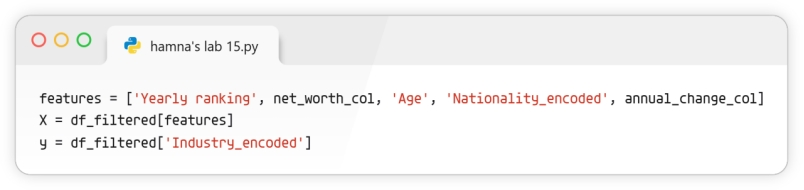 hamna's lab 15.py
features = ['Yearly ranking', net_worth_col, 'Age', 'Nationality_encoded', annual_change_col]
X = df_filtered[features]
y = df_filtered['Industry_encoded']